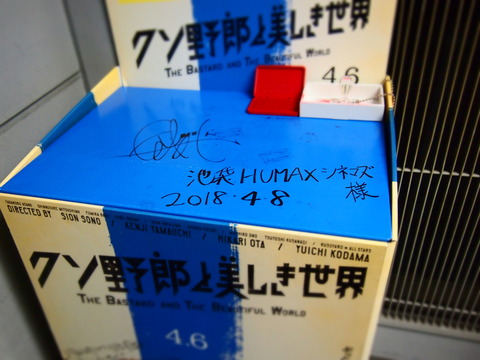 クソ野郎と美しき世界
THE BASTARD AND THE BEAUTIFUL WORLD
4.6
池袋HUMAXシネマズ
様
2018.4.8
DIRECTED BY SION SONO / KENJI YAMAUCHI / HIKARI OTA / YUICHI KODAMA
クソ野郎と美しき世界
THE BASTARD AND THE BEAUTIFUL WORLD
4.6